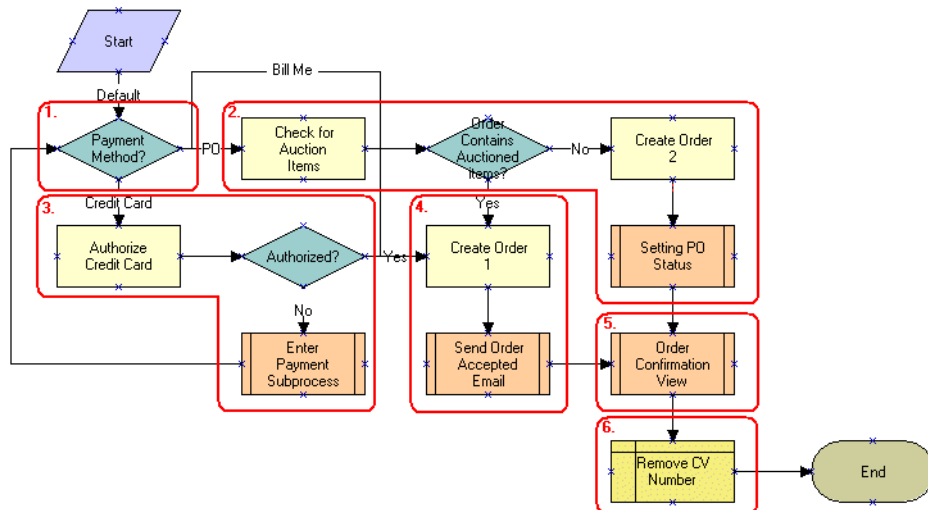 Start
Default
Bill Me
1.
Payment
Method?
PO
2.
Check for
Auction
Items
Order
Contains
Auctioned
Items?
No
Create Order
2
Credit Card
3.
Authorize
Credit Card
Authorized?
Yes
Yes
4.
Create Order
1
Setting PO
Status
No
Enter
Payment
Subprocess
Send Order
Accepted
Email
5.
Order
Confirmation
View
6.
Remove CV
Number
End